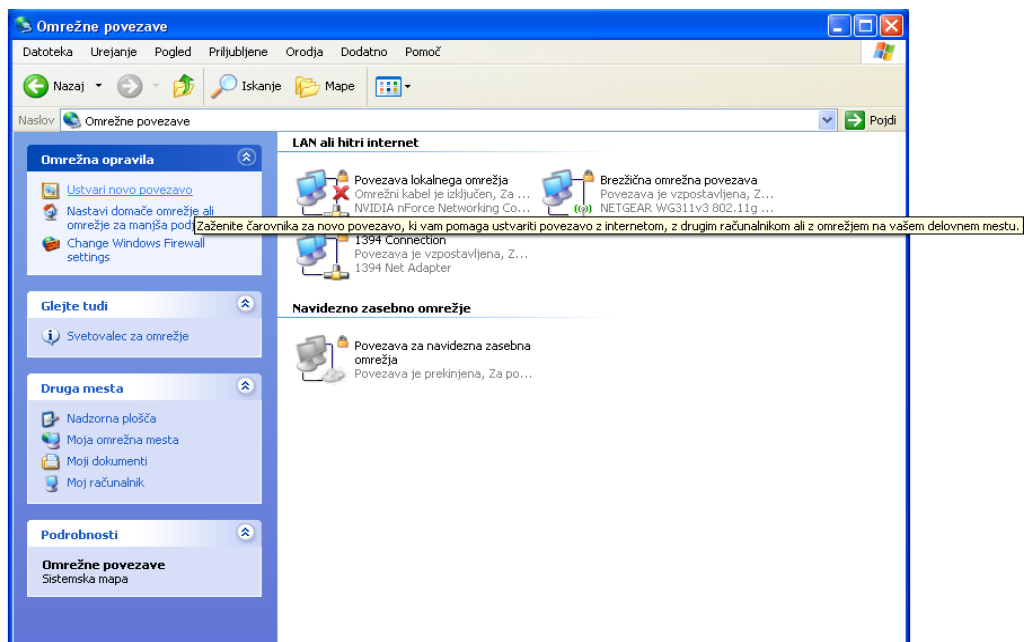 Omrežne povezave
Datoteka Urejanje Pogled Priljubljene Orodja Dodatno Pomoč
Nazaj Iskanje Mape
Naslov Omrežne povezave Pojdi
Omrežna opravila
Ustvari novo povezavo
Nastavi domače omrežje ali
omrežje za manjša
Change Windows Firewall
settings
Zaženite čarovnika za novo povezavo, ki vam pomaga ustvariti povezavo z internetom, z drugim računalnikom ali z omrežjem na vašem delovnem mestu.
Glejte tudi
Svetovalec za omrežje
Druga mesta
Nadzorna plošča
Moja omrežna mesta
Moji dokumenti
Moj računalnik
Podrobnosti
Omrežne povezave
Sistemska mapa
LAN ali hitri internet
Povezava lokalnega omrežja
Omrežni kabel je izključen, Za ...
NVIDIA nForce Networking Co...
Brezžična omrežna povezava
Povezava je vzpostavljena, Z...
NETGEAR WG311v3 802.11g ...
1394 Connection
Povezava je vzpostavljena, Z...
1394 Net Adapter
Navidezno zasebno omrežje
Povezava za navidezna zasebna
omrežja
Povezava je prekinjena, Za po...